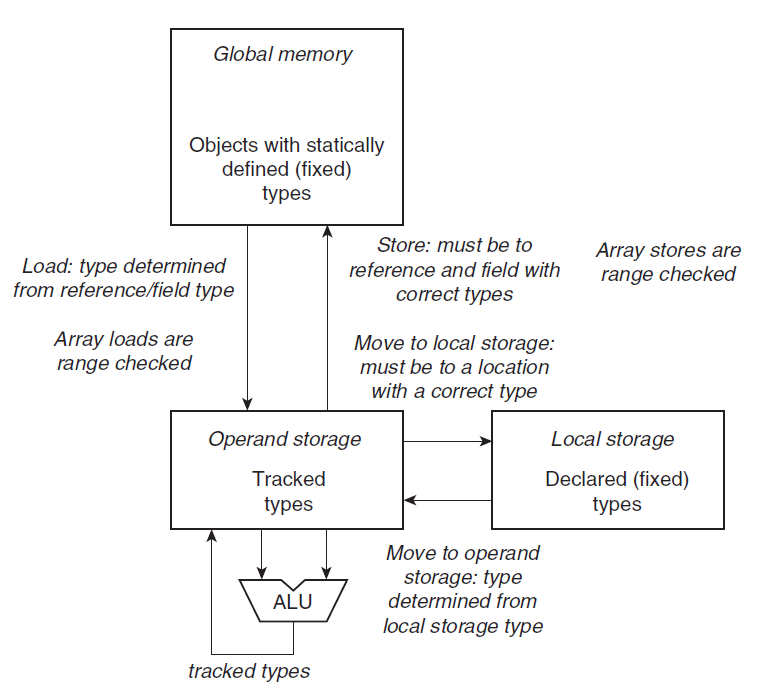 Global memory
Objects with statically
defined (fixed)
types
Load: type determined
from reference/field type
Array loads are
range checked
Store: must be to
reference and field with
correct types
Array stores are
range checked
Move to local storage:
must be to a location
with a correct type
Operand storage
Tracked
types
Local storage
Declared (fixed)
types
Move to operand
storage: type
determined from
local storage type
ALU
tracked types